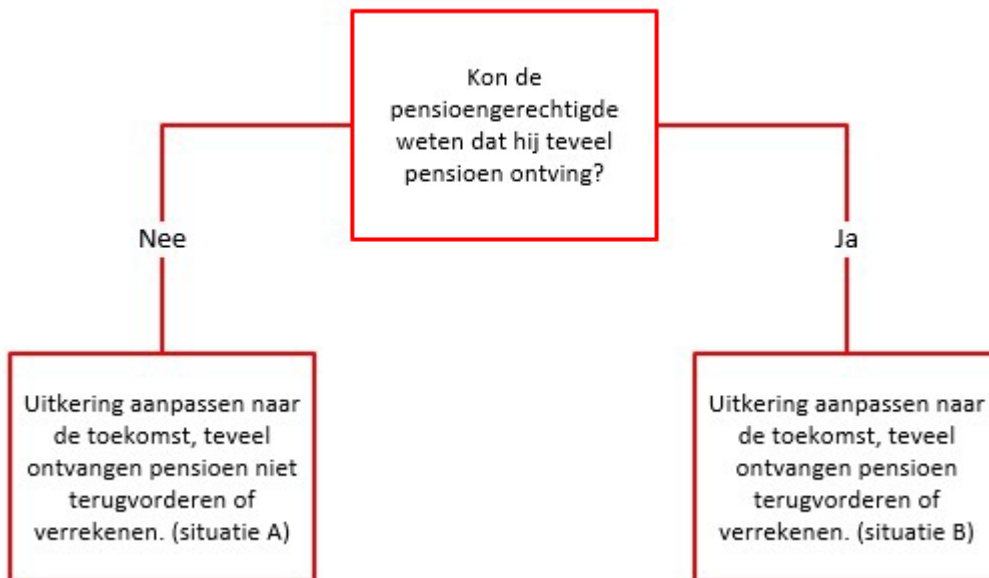 Kon de
pensioengerechtigde
weten dat hij teveel
pensioen ontving?
Nee
Ja
Uitkering aanpassen naar
de toekomst, teveel
ontvangen pensioen niet
terugvorderen of
verrekenen. (situatie A)
Uitkering aanpassen naar
de toekomst, teveel
ontvangen pensioen
terugvorderen of
verrekenen. (situatie B)